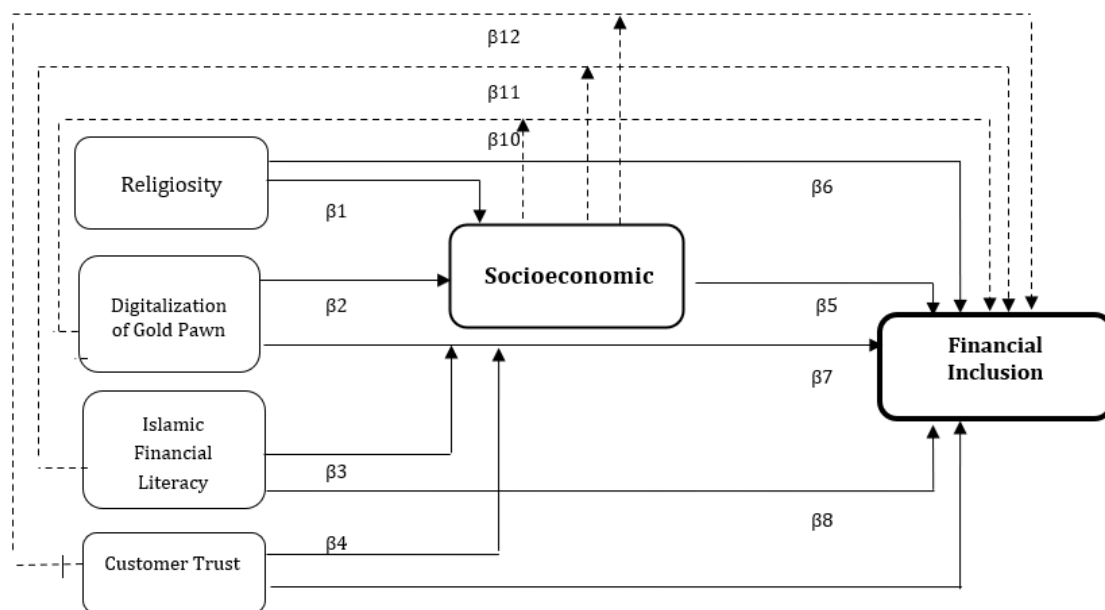 β12
β11
β10
Religiosity
β6
β1
Socioeconomic
Digitalization
of Gold Pawn
β2
β5
Financial
Inclusion
β7
Islamic
Financial
Literacy
β3
β8
β4
Customer Trust